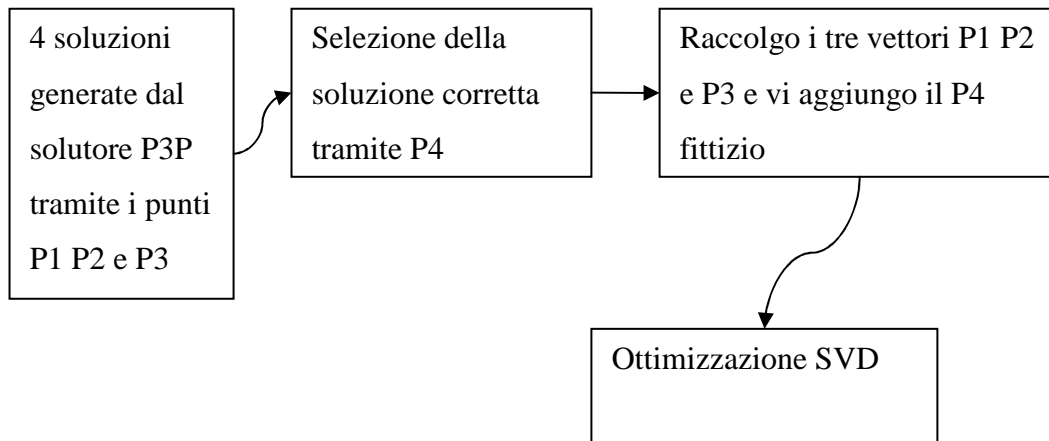 4 soluzioni
generate dal
solutore P3P
tramite i punti
P1 P2 e P3
Selezione della
soluzione corretta
tramite P4
Raccolgo i tre vettori P1 P2
e P3 e vi aggiungo il P4
fittizio
Ottimizzazione SVD